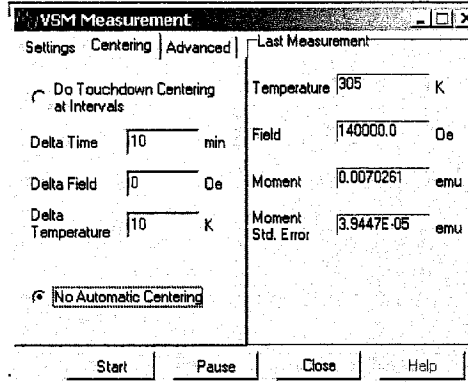 VSM Measurement
Settings Centering Advanced
Do Touchdown Centering
at Intervals
Delta Time 10 min
Delta Field 0 Oe
Delta
Temperature 10 K
No Automatic Centering
Last Measurement
Temperature 305 K
Field 140000.0 Oe
Moment 0.0070261 emu
Moment
Std. Error 3.9447E-05 emu
Start Pause Close Help